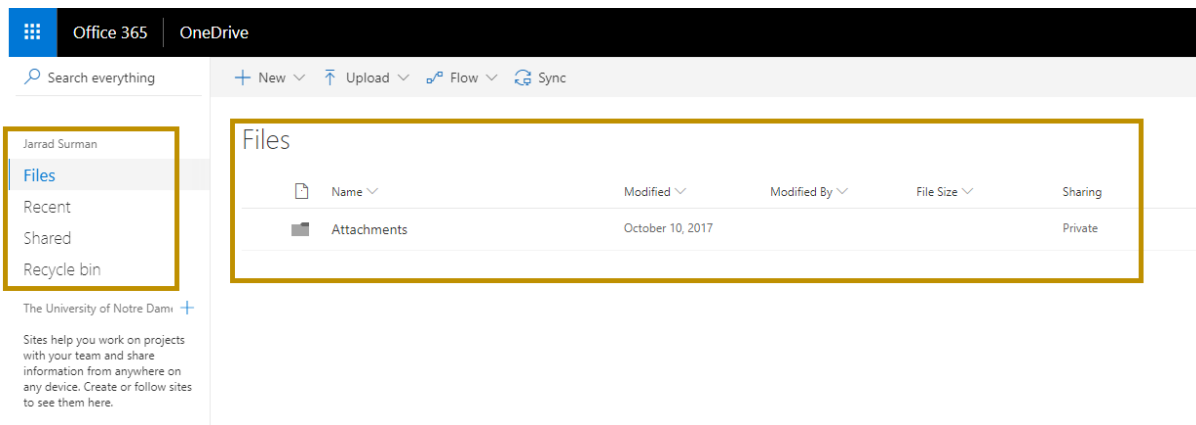 Office 365 OneDrive
Search everything
New Upload Flow Sync
Jarrad Surman
Files
Recent
Shared
Recycle bin
The University of Notre Dam
Sites help you work on projects
with your team and share
information from anywhere on
any device. Create or follow sites
to see them here.
Files
Name Modified Modified By File Size Sharing
Attachments October 10, 2017 Private